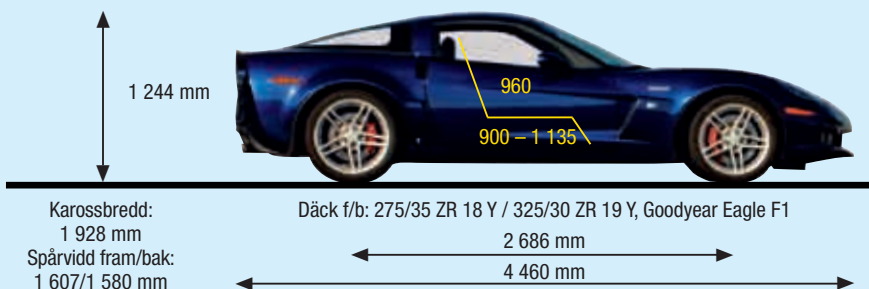 1 244 mm
960
900 – 1 135
Karossbredd:
1 928 mm
Spårvidd fram/bak:
1 607/1 580 mm
Däck f/b: 275/35 ZR 18 Y / 325/30 ZR 19 Y, Goodyear Eagle F1
2 686 mm
4 460 mm